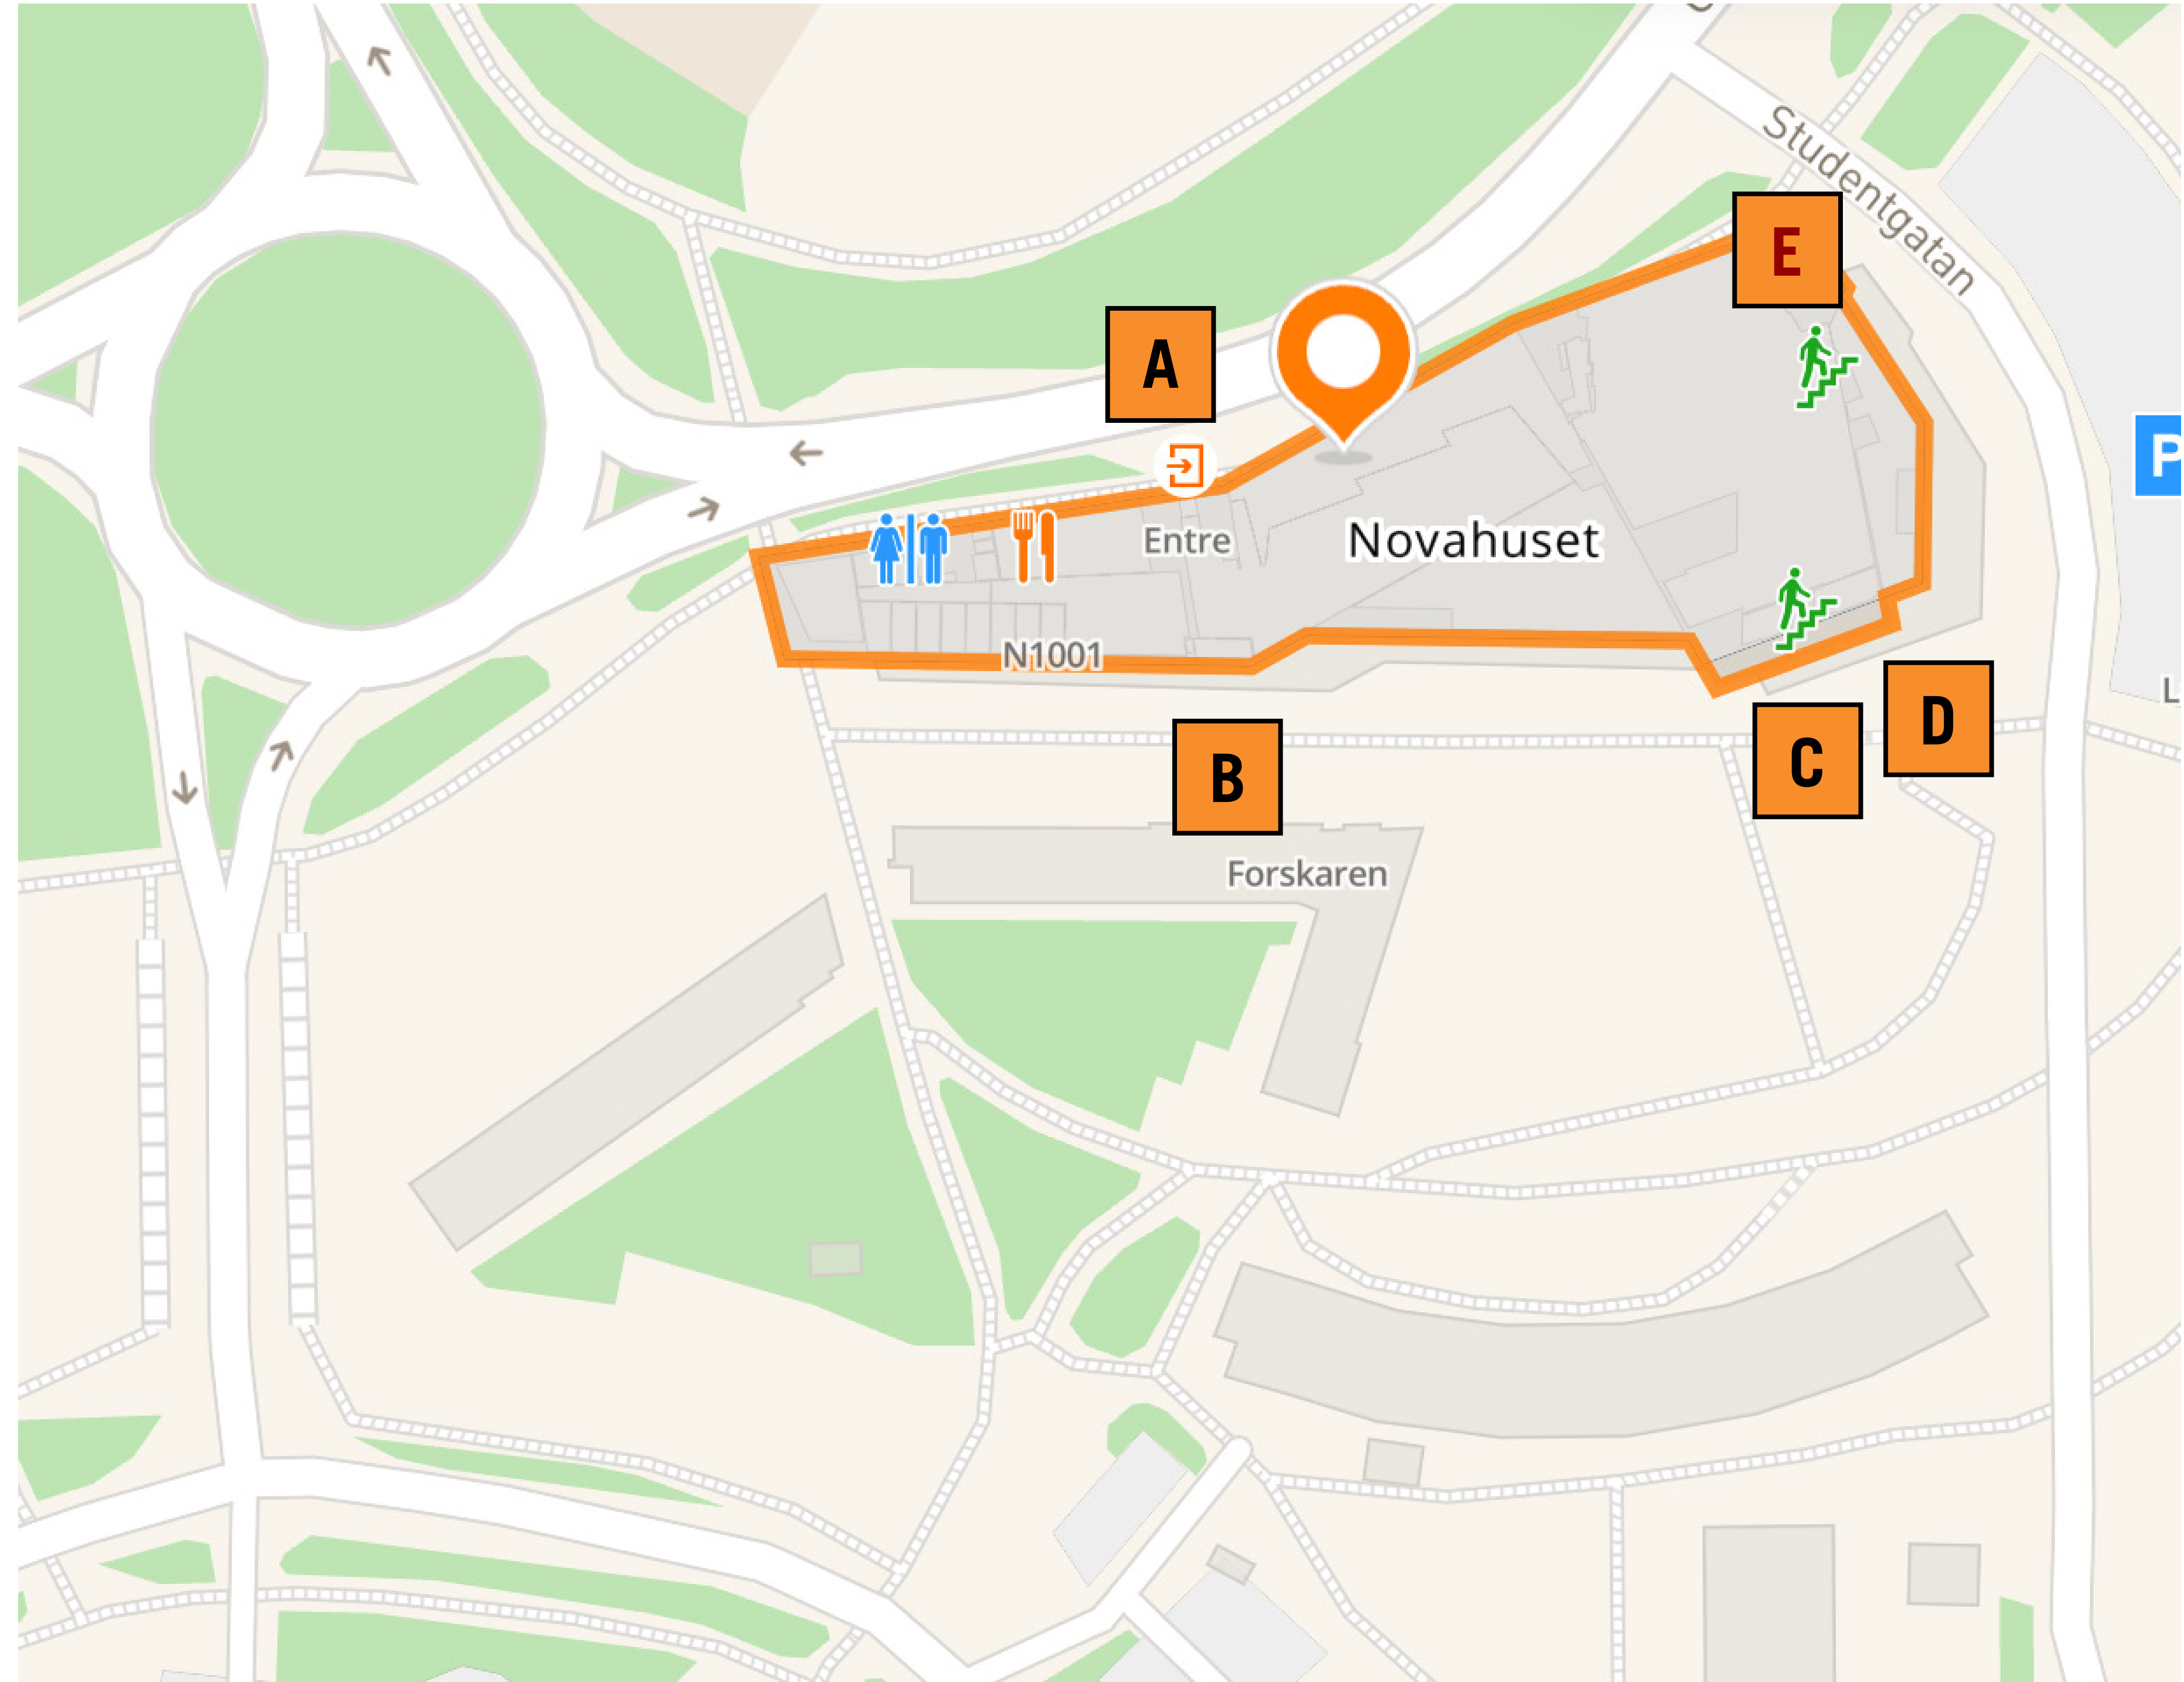 Studentgatan
E
A
P
Entre
Novahuset
N1001
L
D
C
B
Forskaren